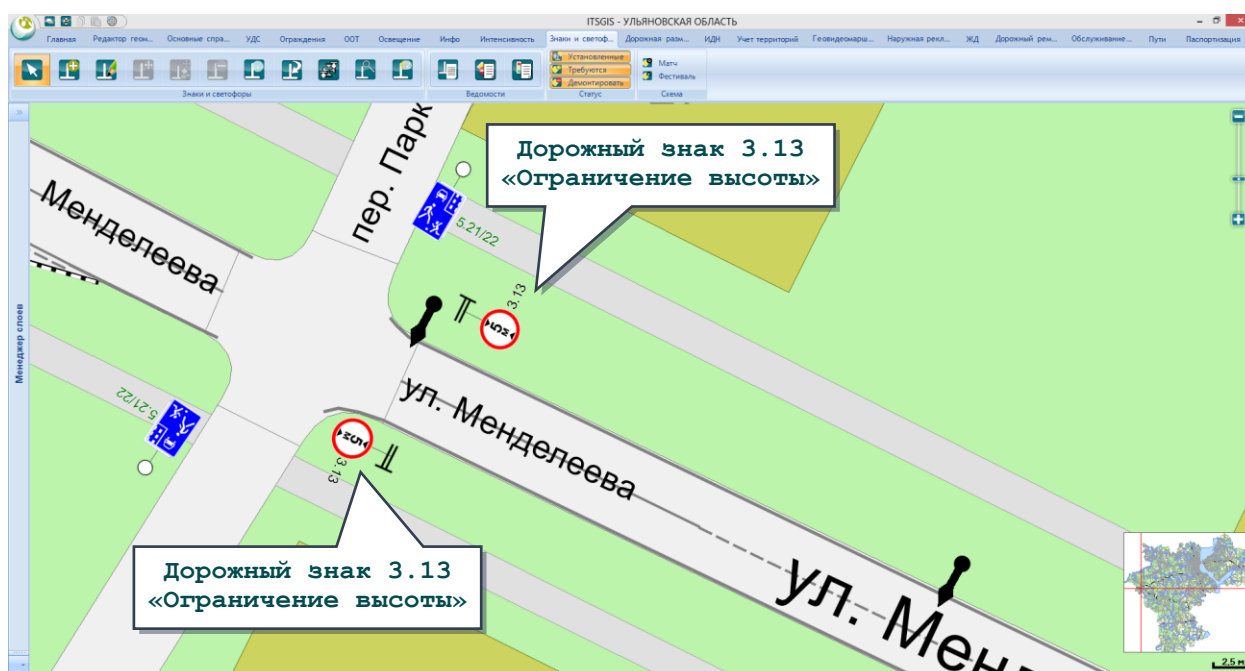 ITSGIS - УЛЬЯНОВСКАЯ ОБЛАСТЬ
Главная Редактор геом... Основные спра... УДС Ограждения ООТ Освещение Инфо Интенсивность Знаки и светоф... Дорожная разм... ИДН Учет территорий Геовидеомарш... Наружная рекл... ЖД Дорожный рем... Обслуживание ... Пути Паспортизация
Установленные
Требуются
Демонтировать
Матч
Фестиваль
Знаки и светофоры Ведомости Статус Схема
Менеджер слоев
Дорожный знак 3.13
«Ограничение высоты»
пер. Парк
Менделеева
5.21/22
3.13
5м
ул. Менделеева
5.21/22
5м
3.13
Дорожный знак 3.13
«Ограничение высоты»
ул. Мен
2,5 m